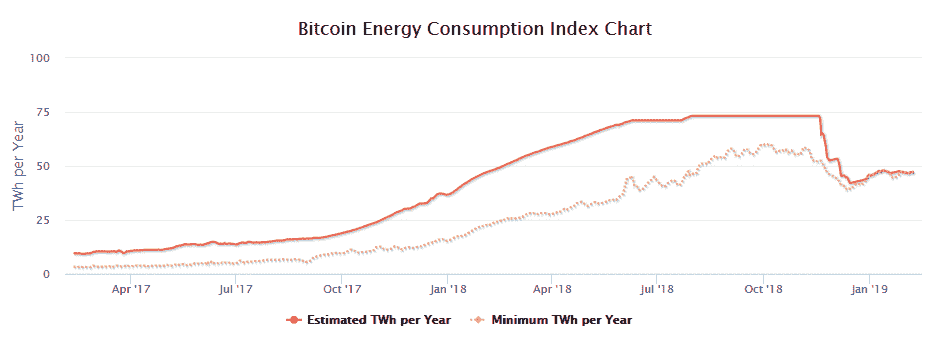 Bitcoin Energy Consumption Index Chart
100
75
50
25
0
TWh per Year
Apr '17 Jul '17 Oct '17 Jan '18 Apr '18 Jul '18 Oct '18 Jan '19
Estimated TWh per Year Minimum TWh per Year